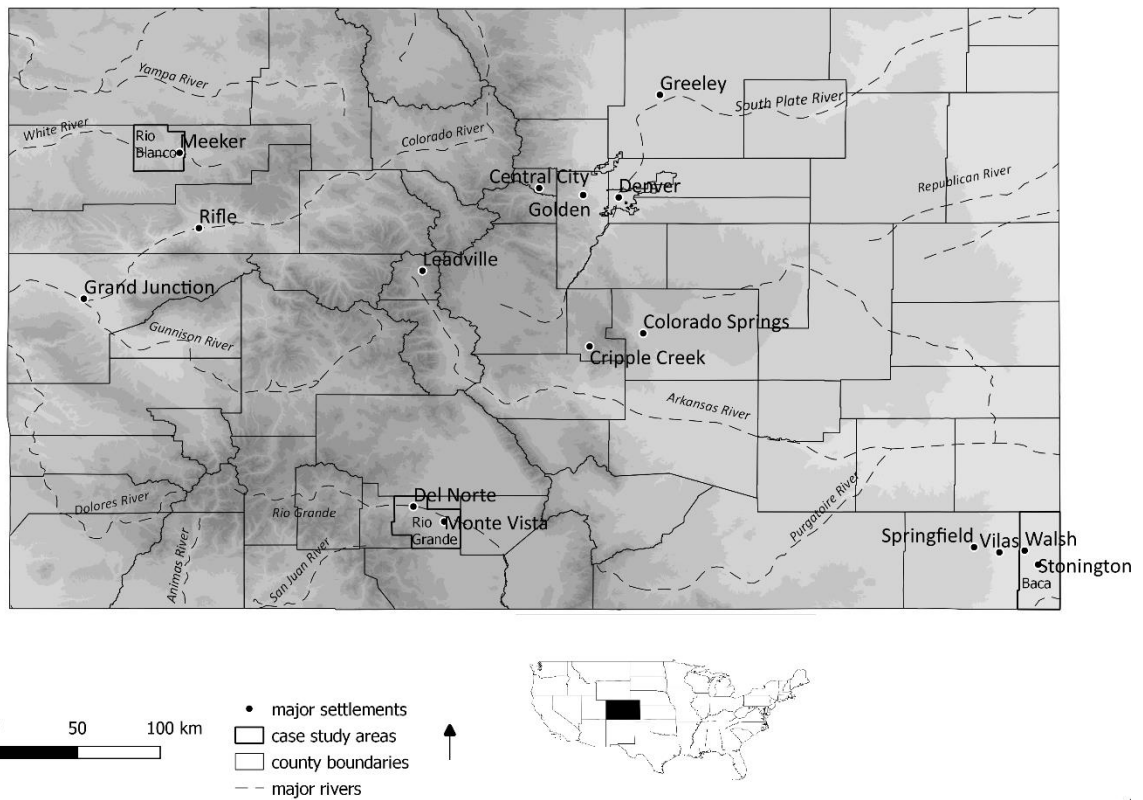 Yampa River
Greeley
South Plate River
White River
Rio
Blanco
Meeker
Colorado River
Central City
Golden
Denver
Republican River
Rifle
Leadville
Grand Junction
Gunnison River
Colorado Springs
Cripple Creek
Arkansas River
Dolores River
Animas River
Rio Grande
San Juan River
Del Norte
Rio
Grande
Monte Vista
Purgatoire River
Springfield
Vilas
Walsh
Stonington
Baca
50
100 km
major settlements
case study areas
county boundaries
major rivers